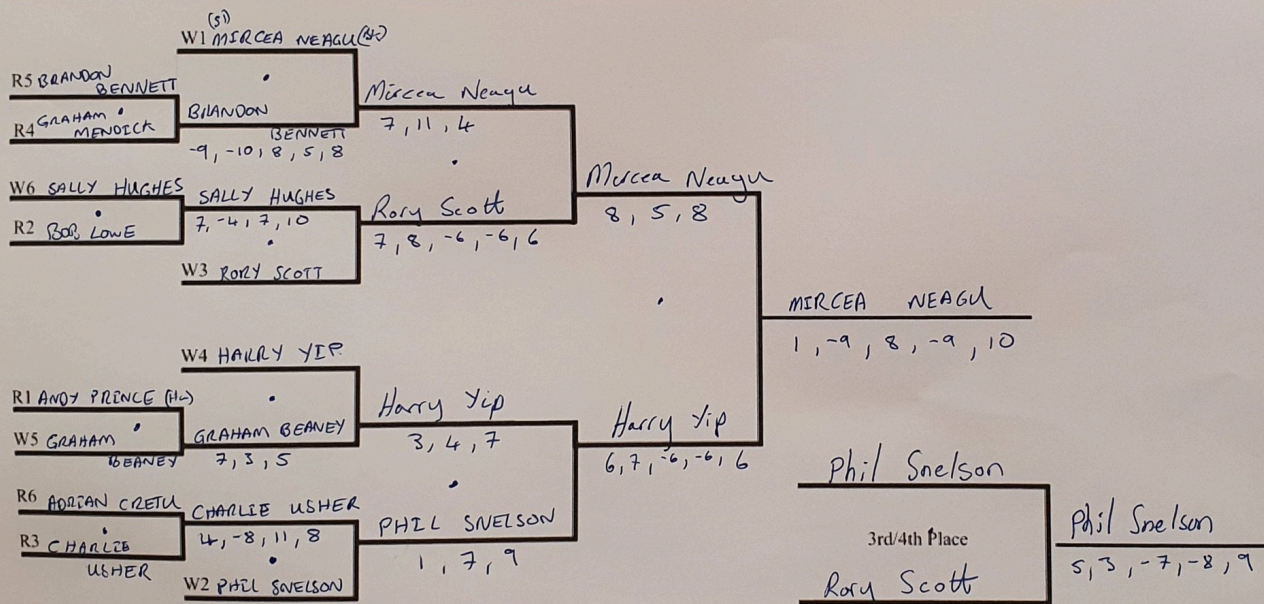 (S1)
W1 MIRCEA NEAGU
R5 BRANDON
BENNETT
R4 GRAHAM
MENDICK
BRANDON
BENNETT
-9, -10, 8, 5, 8
Mircea Neagu
7, 11, 4
W6 SALLY HUGHES
R2 BOB LOWE
SALLY HUGHES
7, -4, 7, 10
W3 RORY SCOTT
Rory Scott
7, 8, -6, -6, 6
Mircea Neagu
8, 5, 8
MIRCEA NEAGU
1, -9, 8, -9, 10
W4 HARRY YIP
R1 ANDY PRINCE
W5 GRAHAM
BEANEY
GRAHAM BEANEY
7, 3, 5
Harry Yip
3, 4, 7
R6 ADRIAN CRETU
R3 CHARLIE
USHER
CHARLIE USHER
4, -8, 11, 8
W2 PHIL SNELSON
PHIL SNELSON
1, 7, 9
Harry Yip
6, 7, -6, -6, 6
Phil Snelson
3rd/4th Place
Rory Scott
Phil Snelson
5, 3, -7, -8, 9